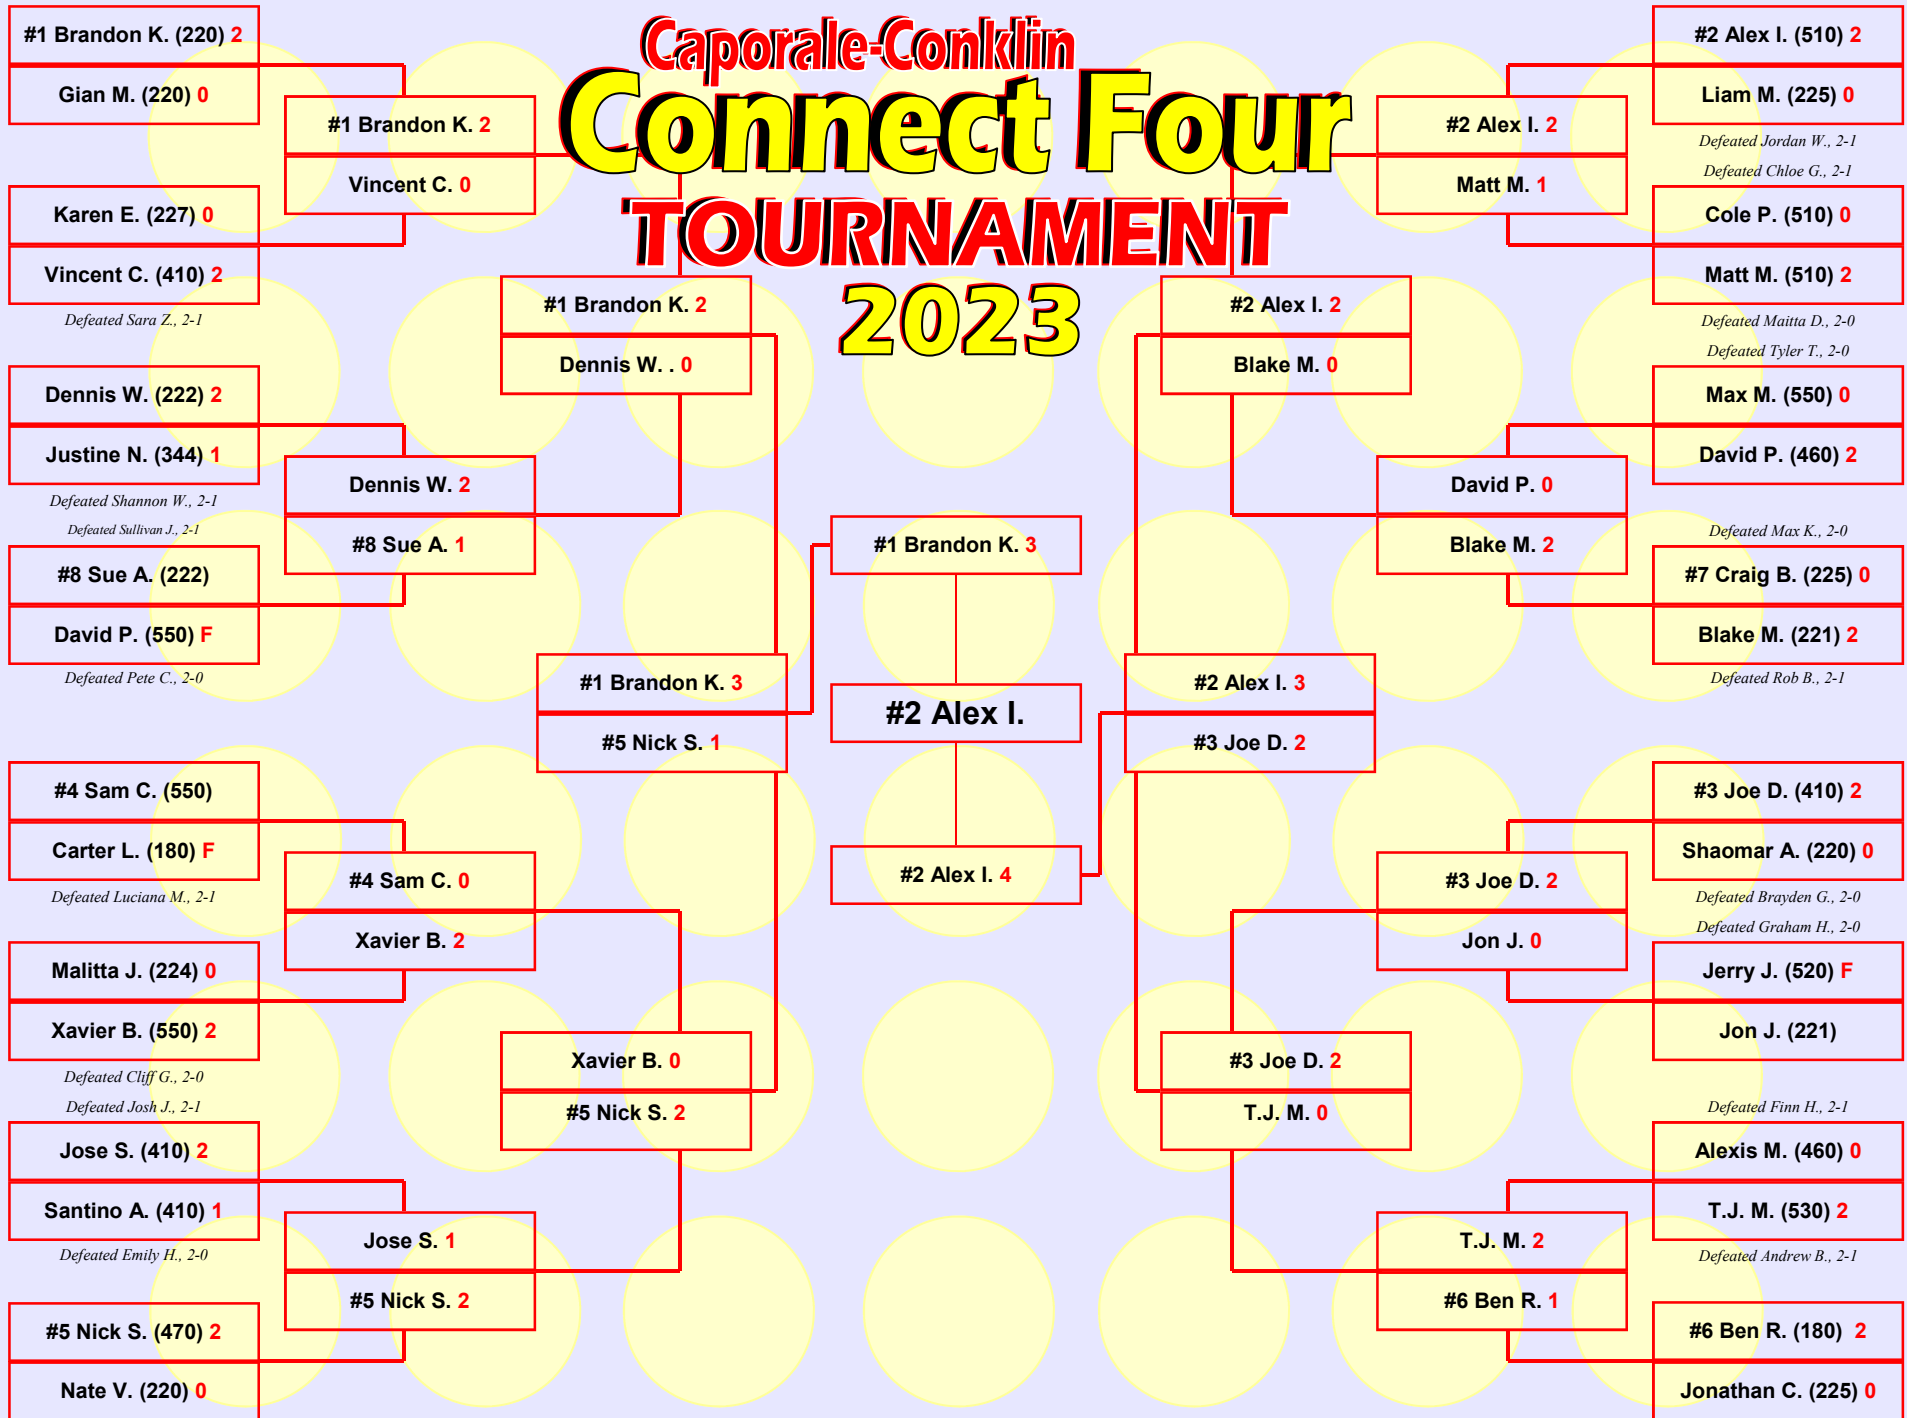 Caporale-Conklin
Connect Four
TOURNAMENT
2023
#1 Brandon K. (220) 2
Gian M. (220) 0
Karen E. (227) 0
Vincent C. (410) 2
Defeated Sara Z., 2-1
Dennis W. (222) 2
Justine N. (344) 1
Defeated Shannon W., 2-1
Defeated Sullivan J., 2-1
#8 Sue A. (222)
David P. (550) F
Defeated Pete C., 2-0
#4 Sam C. (550)
Carter L. (180) F
Defeated Luciana M., 2-1
Malitta J. (224) 0
Xavier B. (550) 2
Defeated Cliff G., 2-0
Defeated Josh J., 2-1
Jose S. (410) 2
Santino A. (410) 1
Defeated Emily H., 2-0
#5 Nick S. (470) 2
Nate V. (220) 0
#1 Brandon K. 2
Vincent C. 0
Dennis W. 2
#8 Sue A. 1
#4 Sam C. 0
Xavier B. 2
Jose S. 1
#5 Nick S. 2
#1 Brandon K. 2
Dennis W. . 0
Xavier B. 0
#5 Nick S. 2
#1 Brandon K. 3
#5 Nick S. 1
#1 Brandon K. 3
#2 Alex I.
#2 Alex I. 4
#2 Alex I. 3
#3 Joe D. 2
#2 Alex I. 2
Blake M. 0
#3 Joe D. 2
T.J. M. 0
#2 Alex I. 2
Matt M. 1
David P. 0
Blake M. 2
#3 Joe D. 2
Jon J. 0
T.J. M. 2
#6 Ben R. 1
#2 Alex I. (510) 2
Liam M. (225) 0
Defeated Jordan W., 2-1
Defeated Chloe G., 2-1
Cole P. (510) 0
Matt M. (510) 2
Defeated Maitta D., 2-0
Defeated Tyler T., 2-0
Max M. (550) 0
David P. (460) 2
Defeated Max K., 2-0
#7 Craig B. (225) 0
Blake M. (221) 2
Defeated Rob B., 2-1
#3 Joe D. (410) 2
Shaomar A. (220) 0
Defeated Brayden G., 2-0
Defeated Graham H., 2-0
Jerry J. (520) F
Jon J. (221)
Defeated Finn H., 2-1
Alexis M. (460) 0
T.J. M. (530) 2
Defeated Andrew B., 2-1
#6 Ben R. (180) 2
Jonathan C. (225) 0